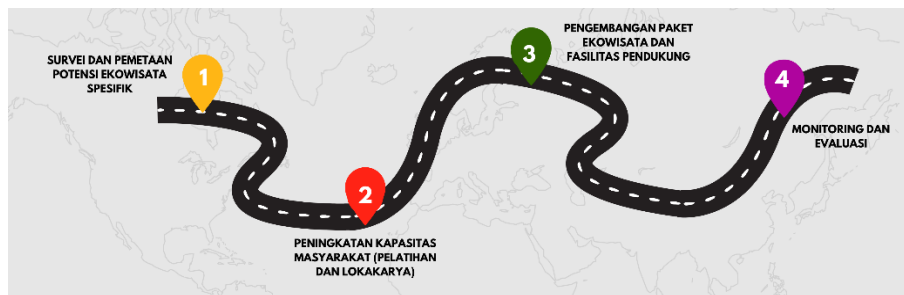 SURVEI DAN PEMETAAN
POTENSI EKOWISATA
SPESIFIK
1
2
PENINGKATAN KAPASITAS
MASYARAKAT (PELATIHAN
DAN LOKAKARYA)
3
PENGEMBANGAN PAKET
EKOWISATA DAN
FASILITAS PENDUKUNG
4
MONITORING DAN
EVALUASI